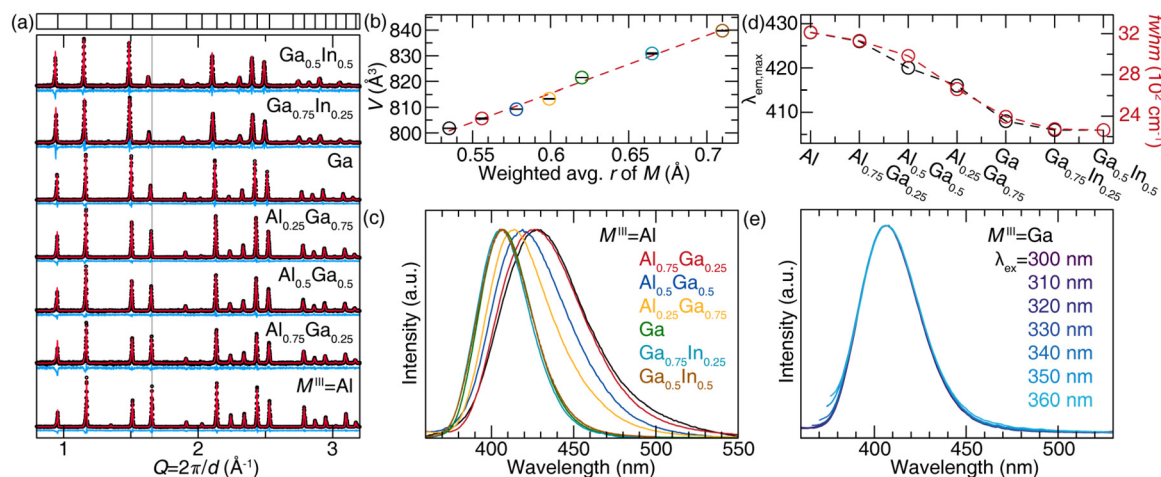 (a)
Ga0.5In0.5
Ga0.75In0.25
Ga
Al0.25Ga0.75
Al0.5Ga0.5
Al0.75Ga0.25
MIII=Al
1 2 3
Q=2π/d (Å-1)
(b)
840
830
820
810
800
V (Å3)
0.55 0.6 0.65 0.7
Weighted avg. r of M (Å)
(c)
MIII=Al
Al0.75Ga0.25
Al0.5Ga0.5
Al0.25Ga0.75
Ga
Ga0.75In0.25
Ga0.5In0.5
Intensity (a.u.)
400 450 500 550
Wavelength (nm)
(d)
430
420
410
λem,max
32
28
24
fwhm (102 cm-1)
Al
Al0.75Ga0.25
Al0.5Ga0.5
Al0.25Ga0.75
Ga
Ga0.75In0.25
Ga0.5In0.5
(e)
MIII=Ga
λex=300 nm
310 nm
320 nm
330 nm
340 nm
350 nm
360 nm
Intensity (a.u.)
400 450 500
Wavelength (nm)